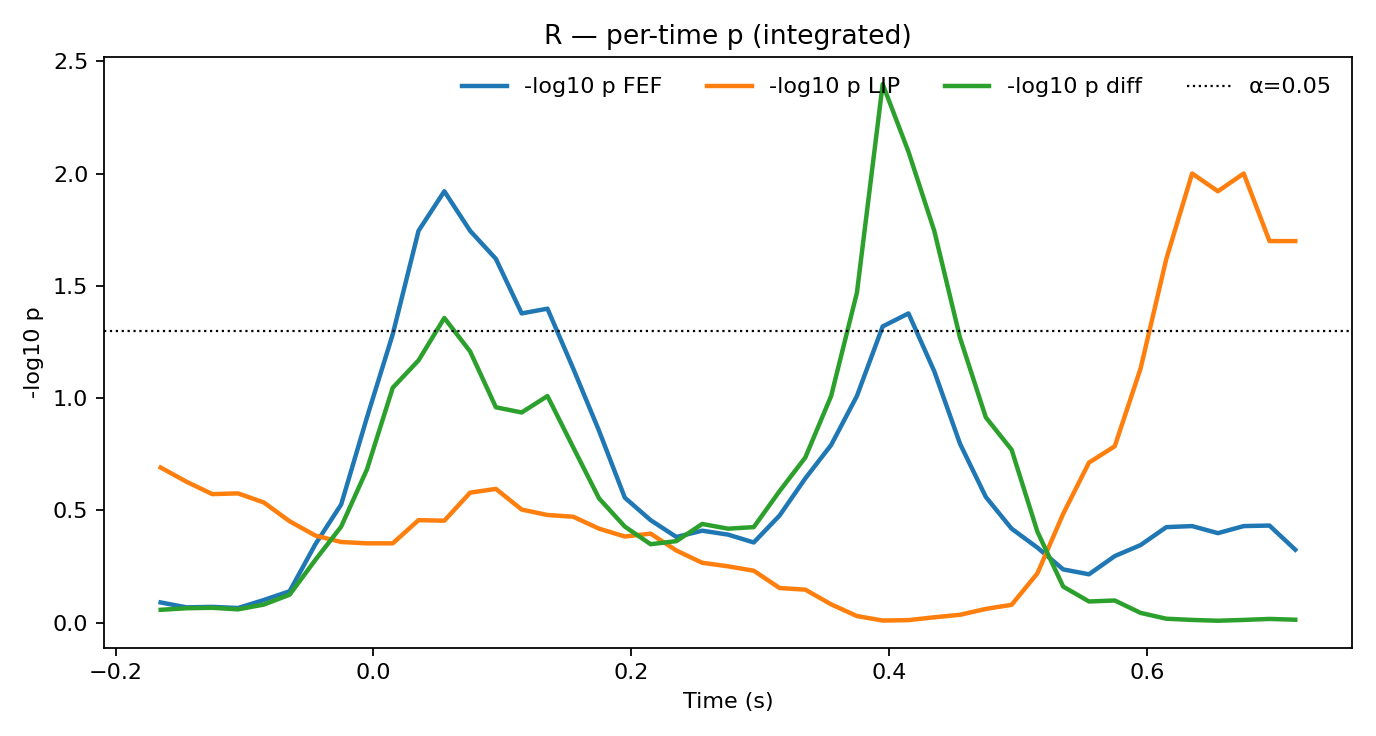 R — per-time p (integrated)
-log10 p FEF -log10 p LIP -log10 p diff α=0.05
2.5
2.0
1.5
1.0
0.5
0.0
-log10 p
−0.2 0.0 0.2 0.4 0.6
Time (s)